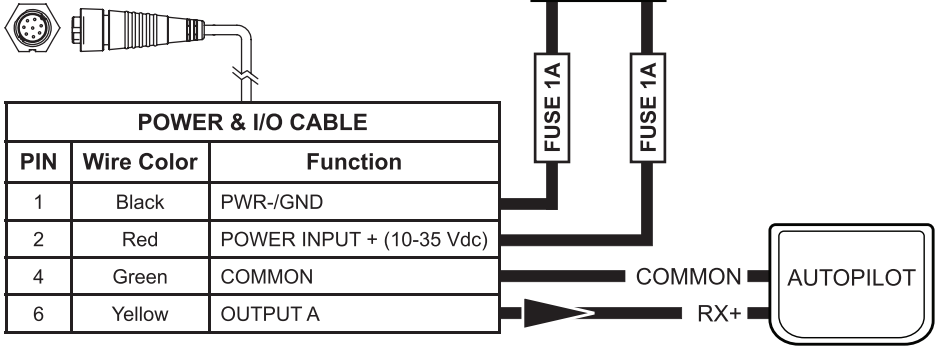 FUSE 1A
FUSE 1A
POWER & I/O CABLE
PIN Wire Color Function
1 Black PWR-/GND
2 Red POWER INPUT + (10-35 Vdc)
4 Green COMMON
6 Yellow OUTPUT A
COMMON
RX+
AUTOPILOT